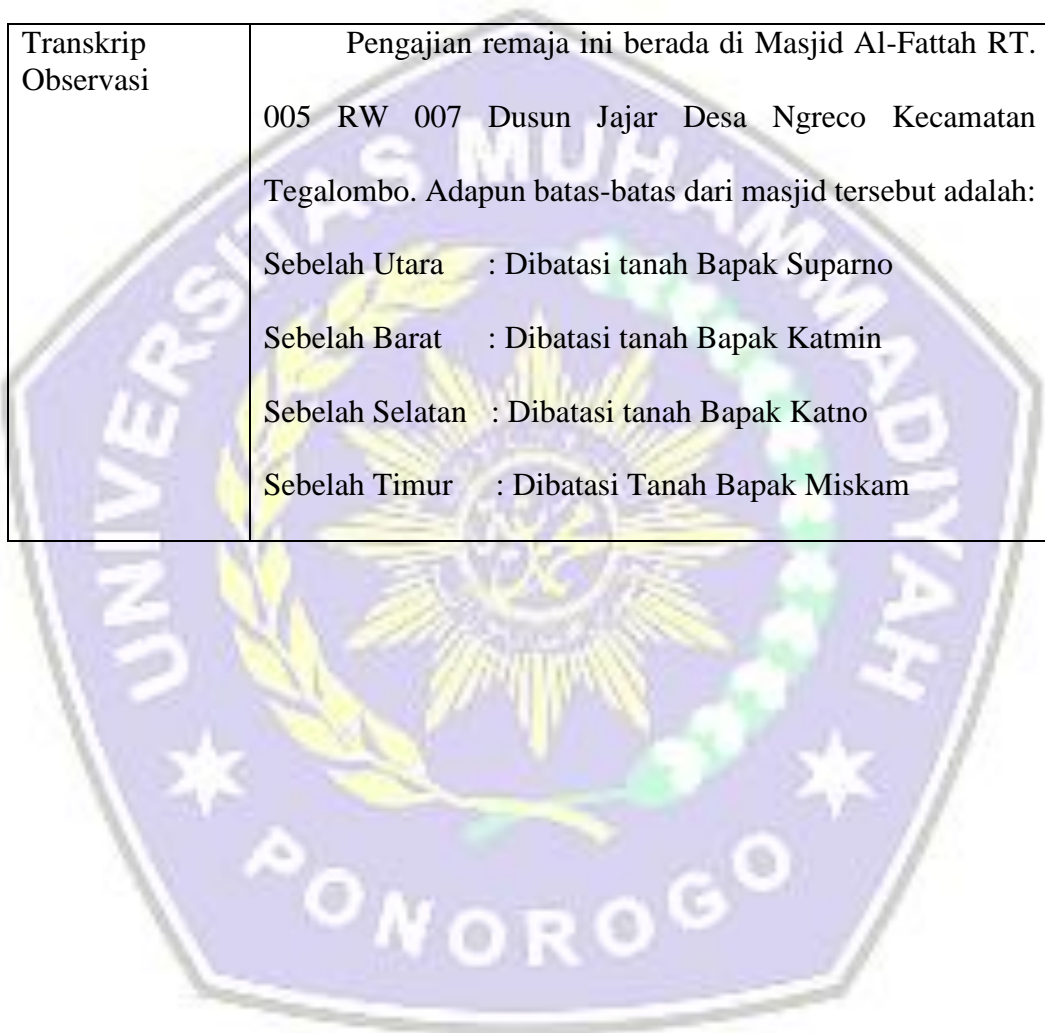 Transkrip
Observasi
Pengajian remaja ini berada di Masjid Al-Fattah RT.
005 RW 007 Dusun Jajar Desa Ngreco Kecamatan
Tegalombo. Adapun batas-batas dari masjid tersebut adalah:
Sebelah Utara : Dibatasi tanah Bapak Suparno
Sebelah Barat : Dibatasi tanah Bapak Katmin
Sebelah Selatan : Dibatasi tanah Bapak Katno
Sebelah Timur : Dibatasi Tanah Bapak Miskam
UNIVERSITAS MUHAMMADIYAH
PONOROGO